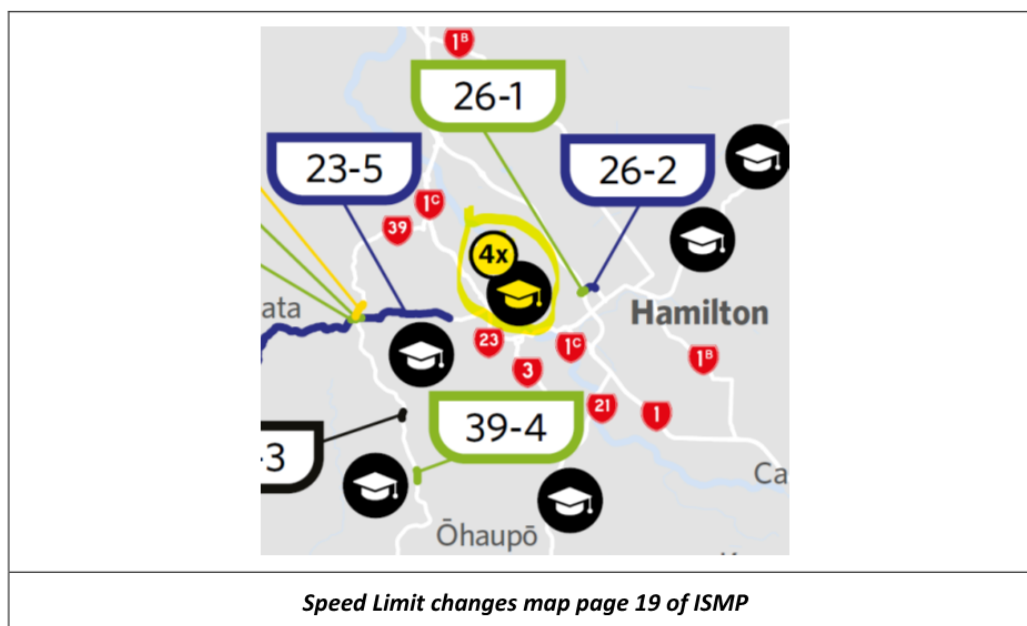 1B
26-1
23-5
26-2
1C
39
4x
ata
Hamilton
23
1C
3
1B
21
1
39-4
-3
Ca
Ōhaupō
Speed Limit changes map page 19 of ISMP